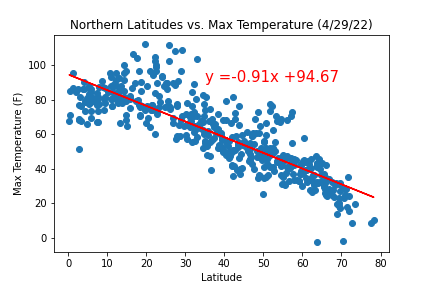 Northern Latitudes vs. Max Temperature (4/29/22)
y =-0.91x +94.67
Max Temperature (F)
100
80
60
40
20
0
0 10 20 30 40 50 60 70 80
Latitude